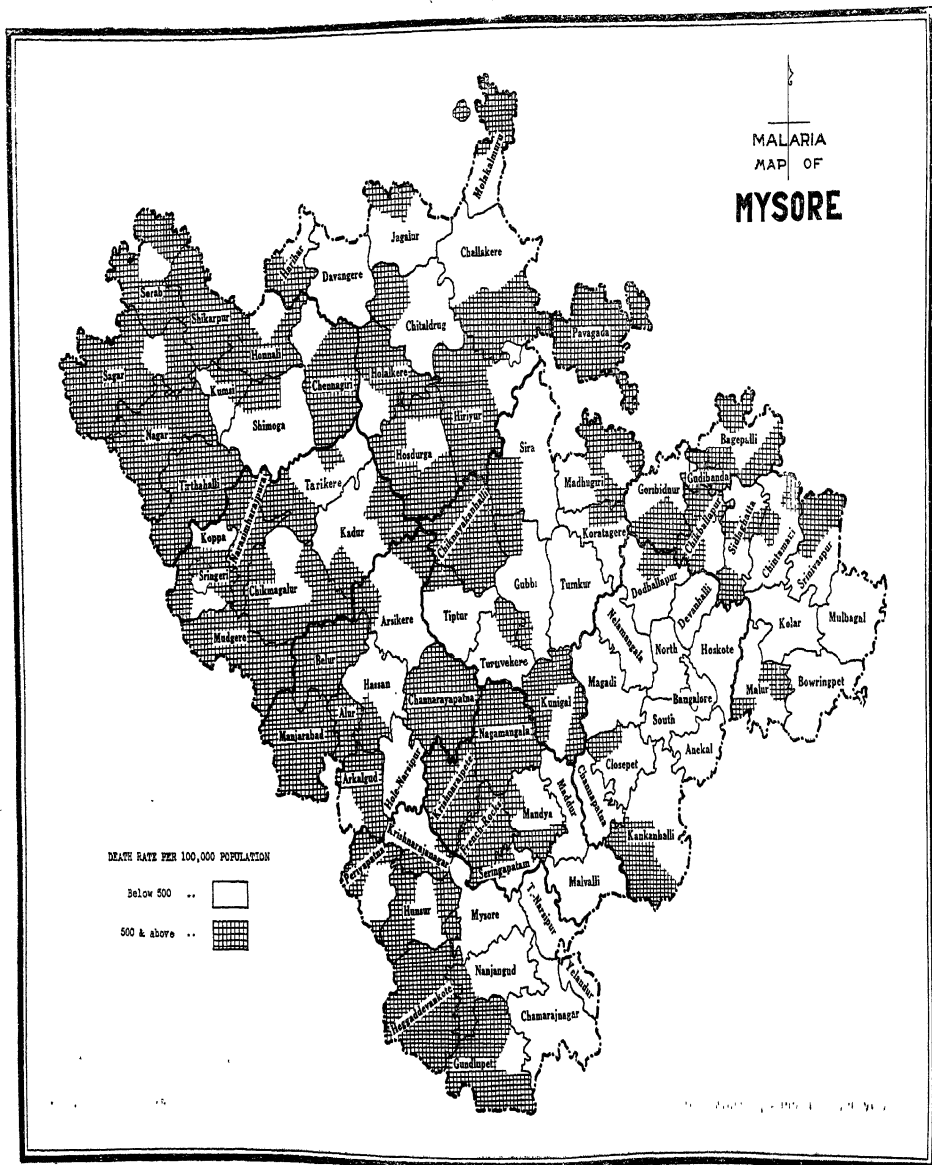 MALARIA
MAP OF
MYSORE
Molakalmuru
Jagalur
Harihar
Challakere
Davangere
Sorab
Shikarpur
Chitaldrug
Pavagada
Honnali
Sagar
Kumsi
Chennagiri
Holalkere
Hiriyur
Shimoga
Nagar
Hosdurga
Sira
Bagepalli
Tirthahalli
Tarikere
Madhugiri
Goribidnur
Gudibanda
Narasimharajapura
Chiknayakanhalli
Chikballapur
Sidlaghatta
Chintamani
Srinivaspur
Koppa
Kadur
Koratagere
Sringeri
Chikmagalur
Gubbi
Tumkur
Dodballapur
Devanhalli
Arsikere
Tiptur
Nelamangala
Kolar
Mulbagal
Mudgere
Belur
Turuvekere
North
Hoskote
Hassan
Channarayapatna
Kunigal
Magadi
Bangalore
Malur
Bowringpet
Alur
South
Manjarabad
Nagamangala
Anekal
Arkalgud
Hole-Narsipur
Krishnarajpete
Closepet
Maddur
Channapatna
Mandya
French-Rocks
Krishnarajanagar
Kankanhalli
Periyapatna
Seringapatam
Malvalli
DEATH RATE PER 100,000 POPULATION
Below 500 ..
500 & above ..
Hunsur
Mysore
T.-Narsipur
Nanjangud
Yelandur
Heggaddevankote
Chamarajnagar
Gundlupet